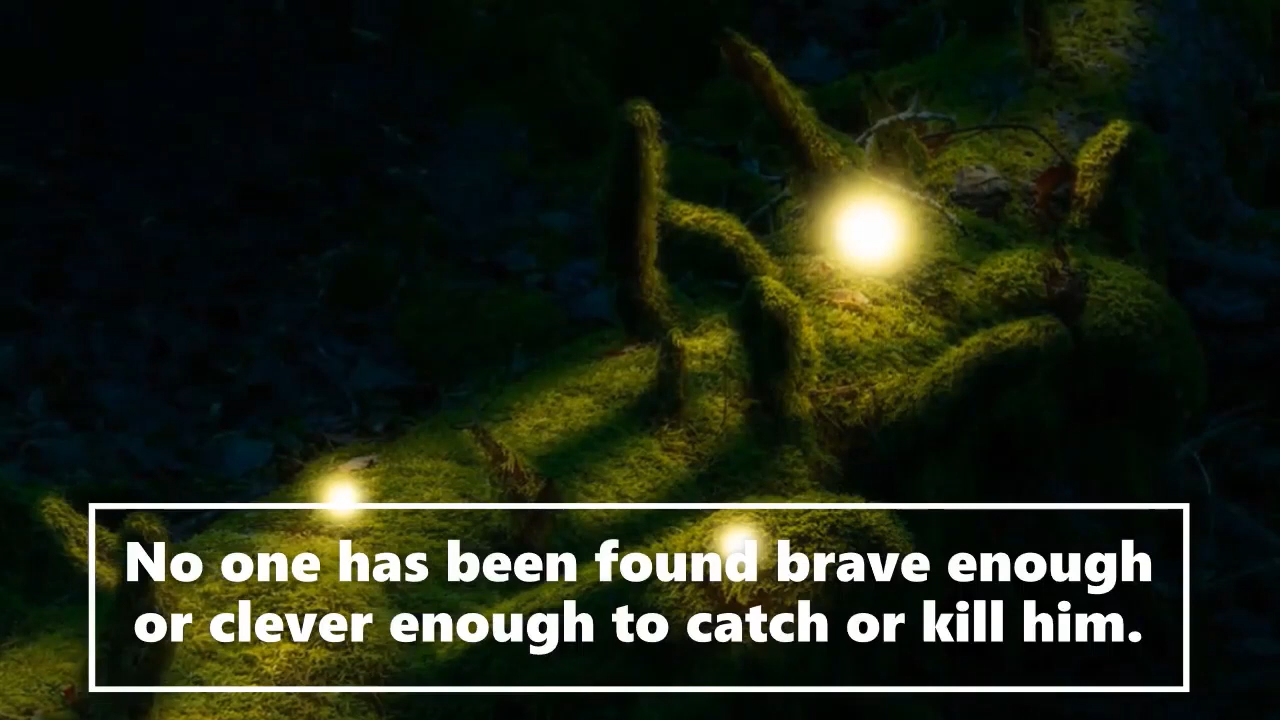 No one has been found brave enough
or clever enough to catch or kill him.